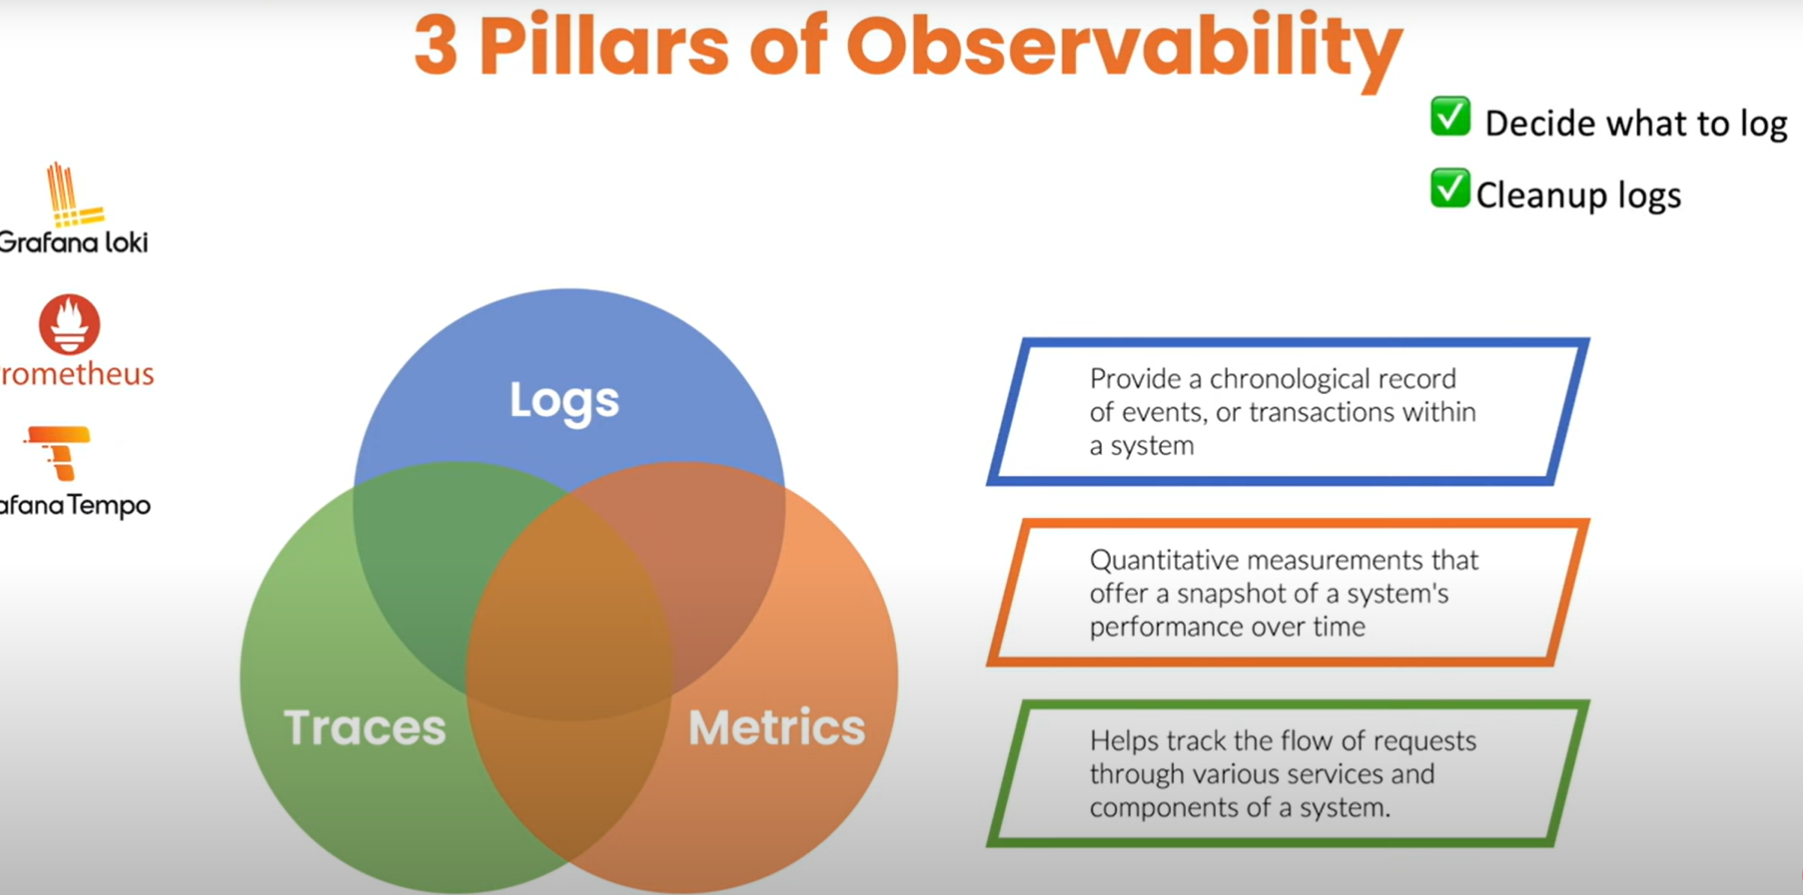 3 Pillars of Observability
✅ Decide what to log
✅ Cleanup logs
Grafana loki
rometheus
afana Tempo
Logs
Traces
Metrics
Provide a chronological record
of events, or transactions within
a system
Quantitative measurements that
offer a snapshot of a system's
performance over time
Helps track the flow of requests
through various services and
components of a system.